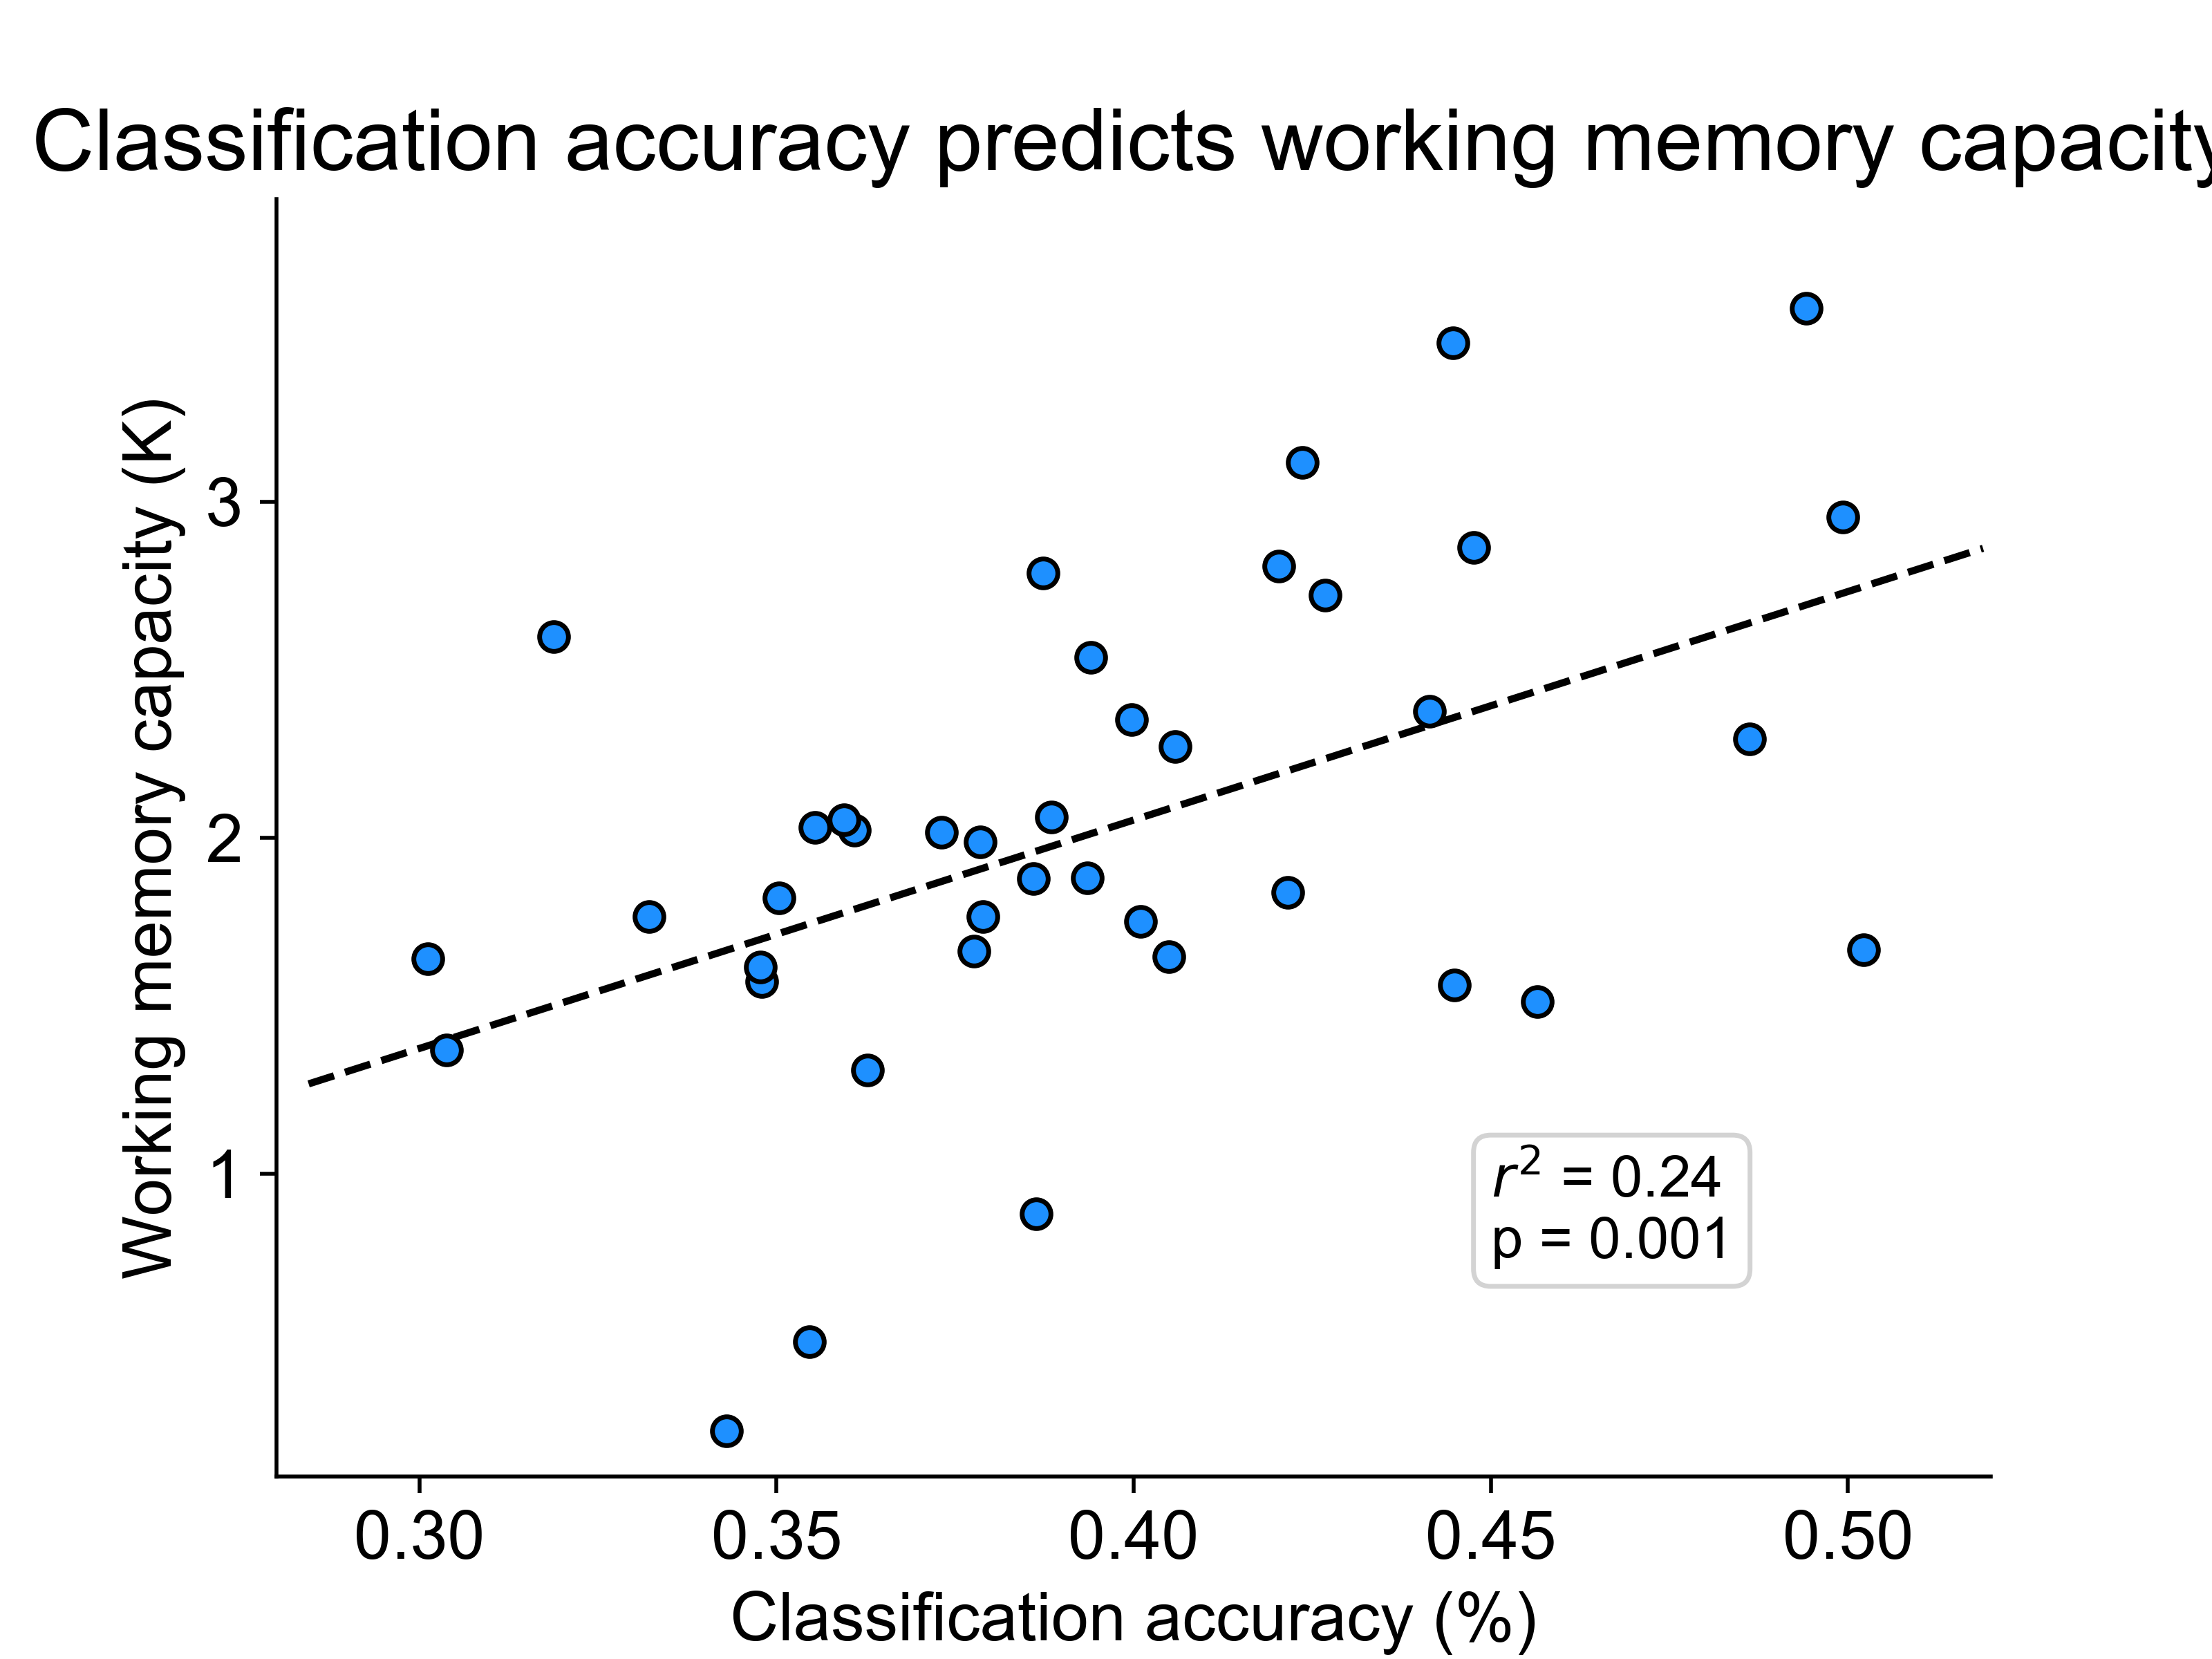 Classification accuracy predicts working memory capacity
Working memory capacity (K)
3
2
1
r² = 0.24
p = 0.001
0.30 0.35 0.40 0.45 0.50
Classification accuracy (%)